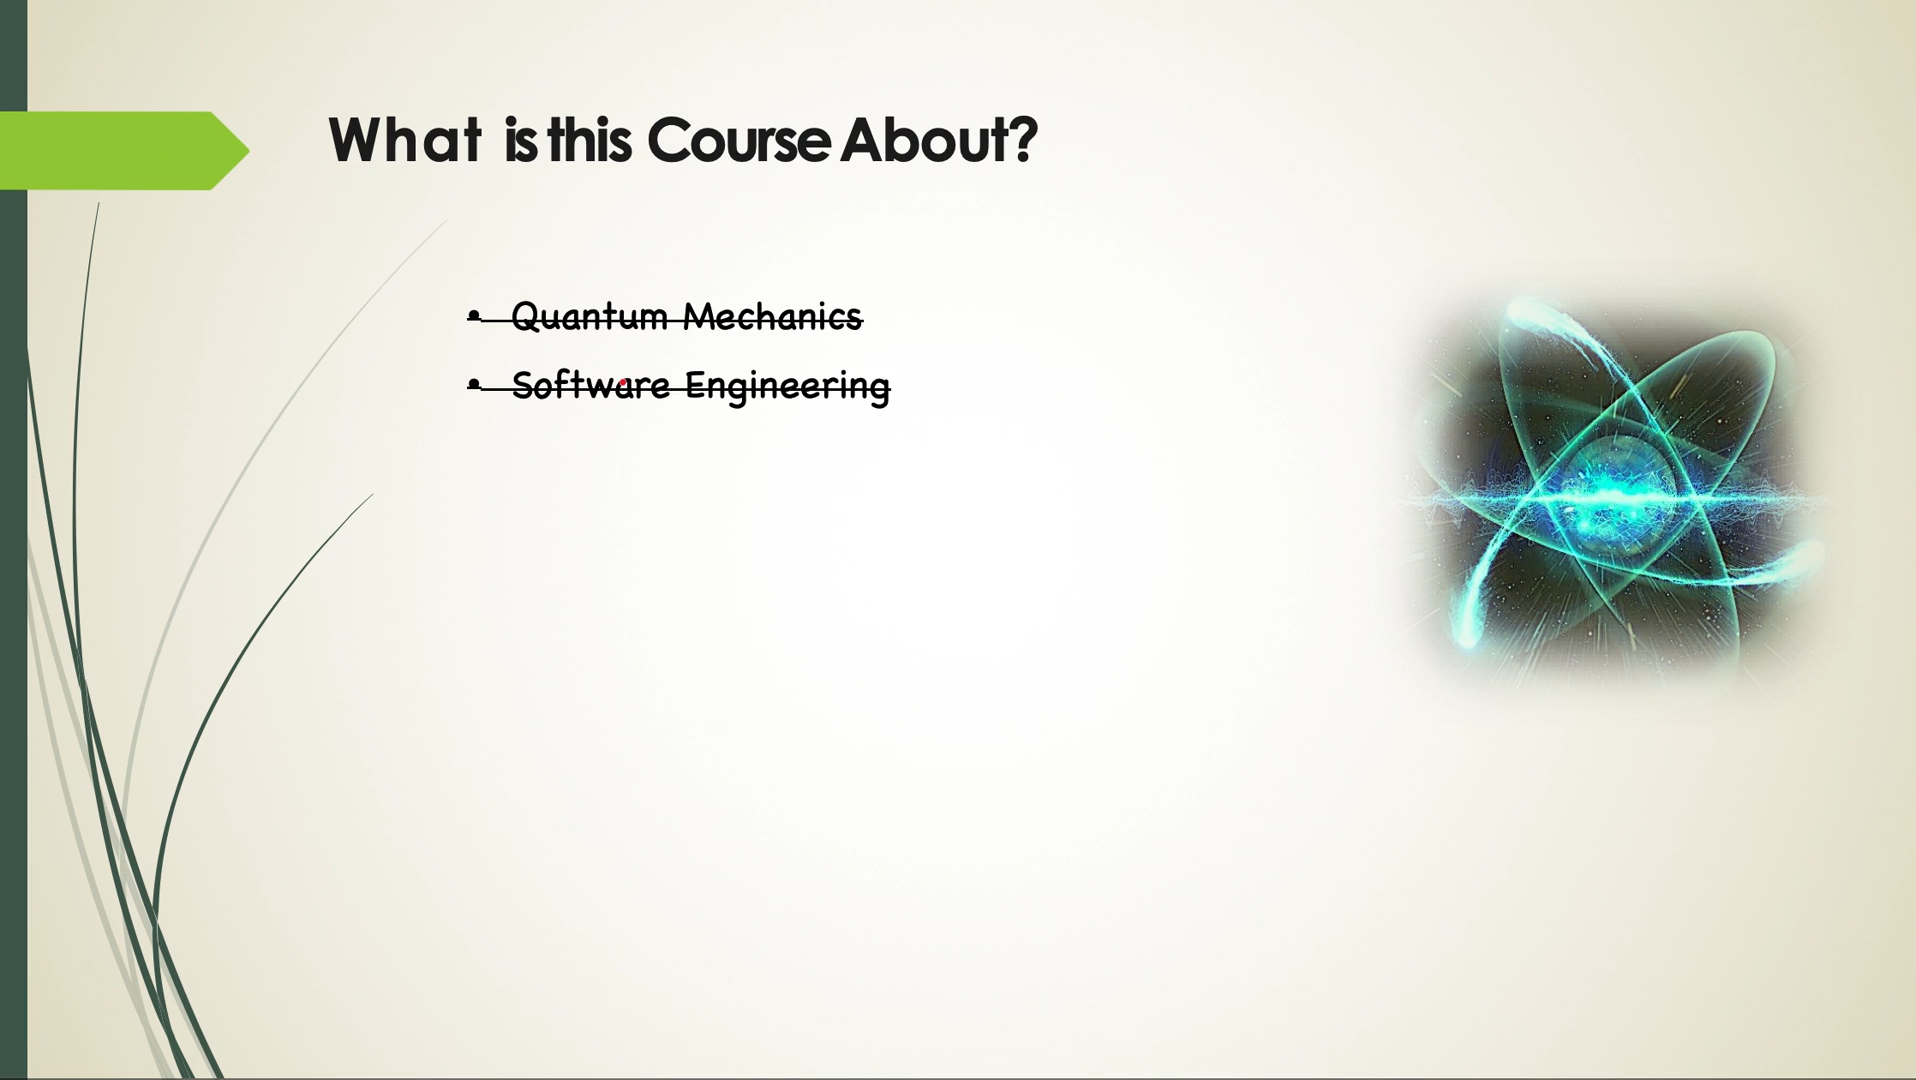 What is this Course About?
• Quantum Mechanics
• Software Engineering